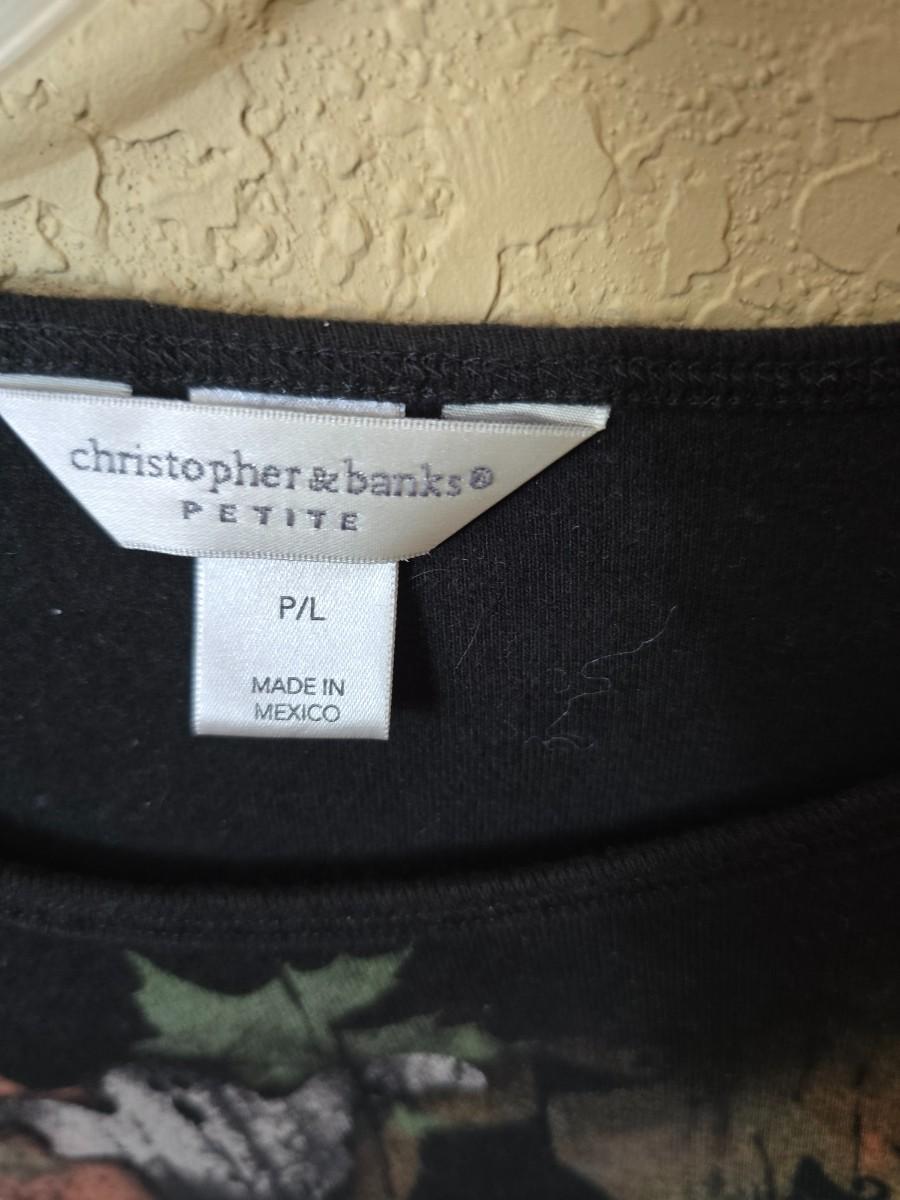 christopher & banks®
PETITE
P/L
MADE IN
MEXICO